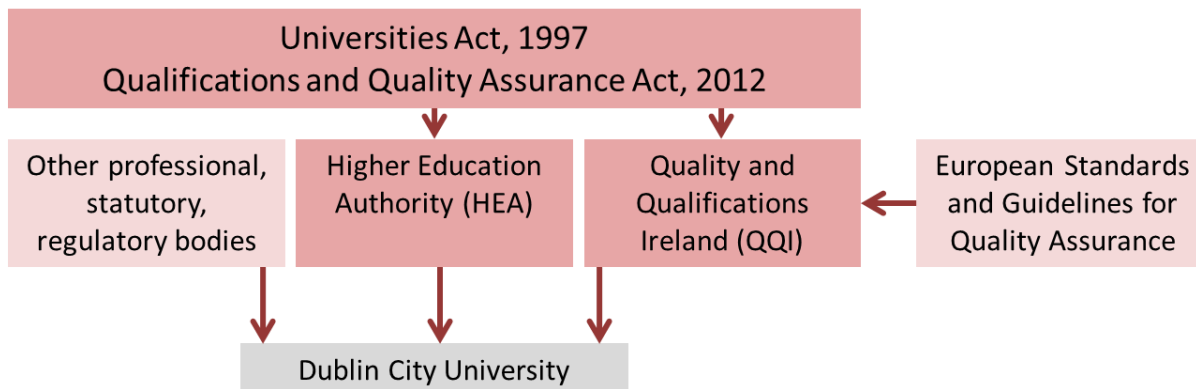 Universities Act, 1997
Qualifications and Quality Assurance Act, 2012
Other professional,
statutory,
regulatory bodies
Higher Education
Authority (HEA)
Quality and
Qualifications
Ireland (QQI)
European Standards
and Guidelines for
Quality Assurance
Dublin City University